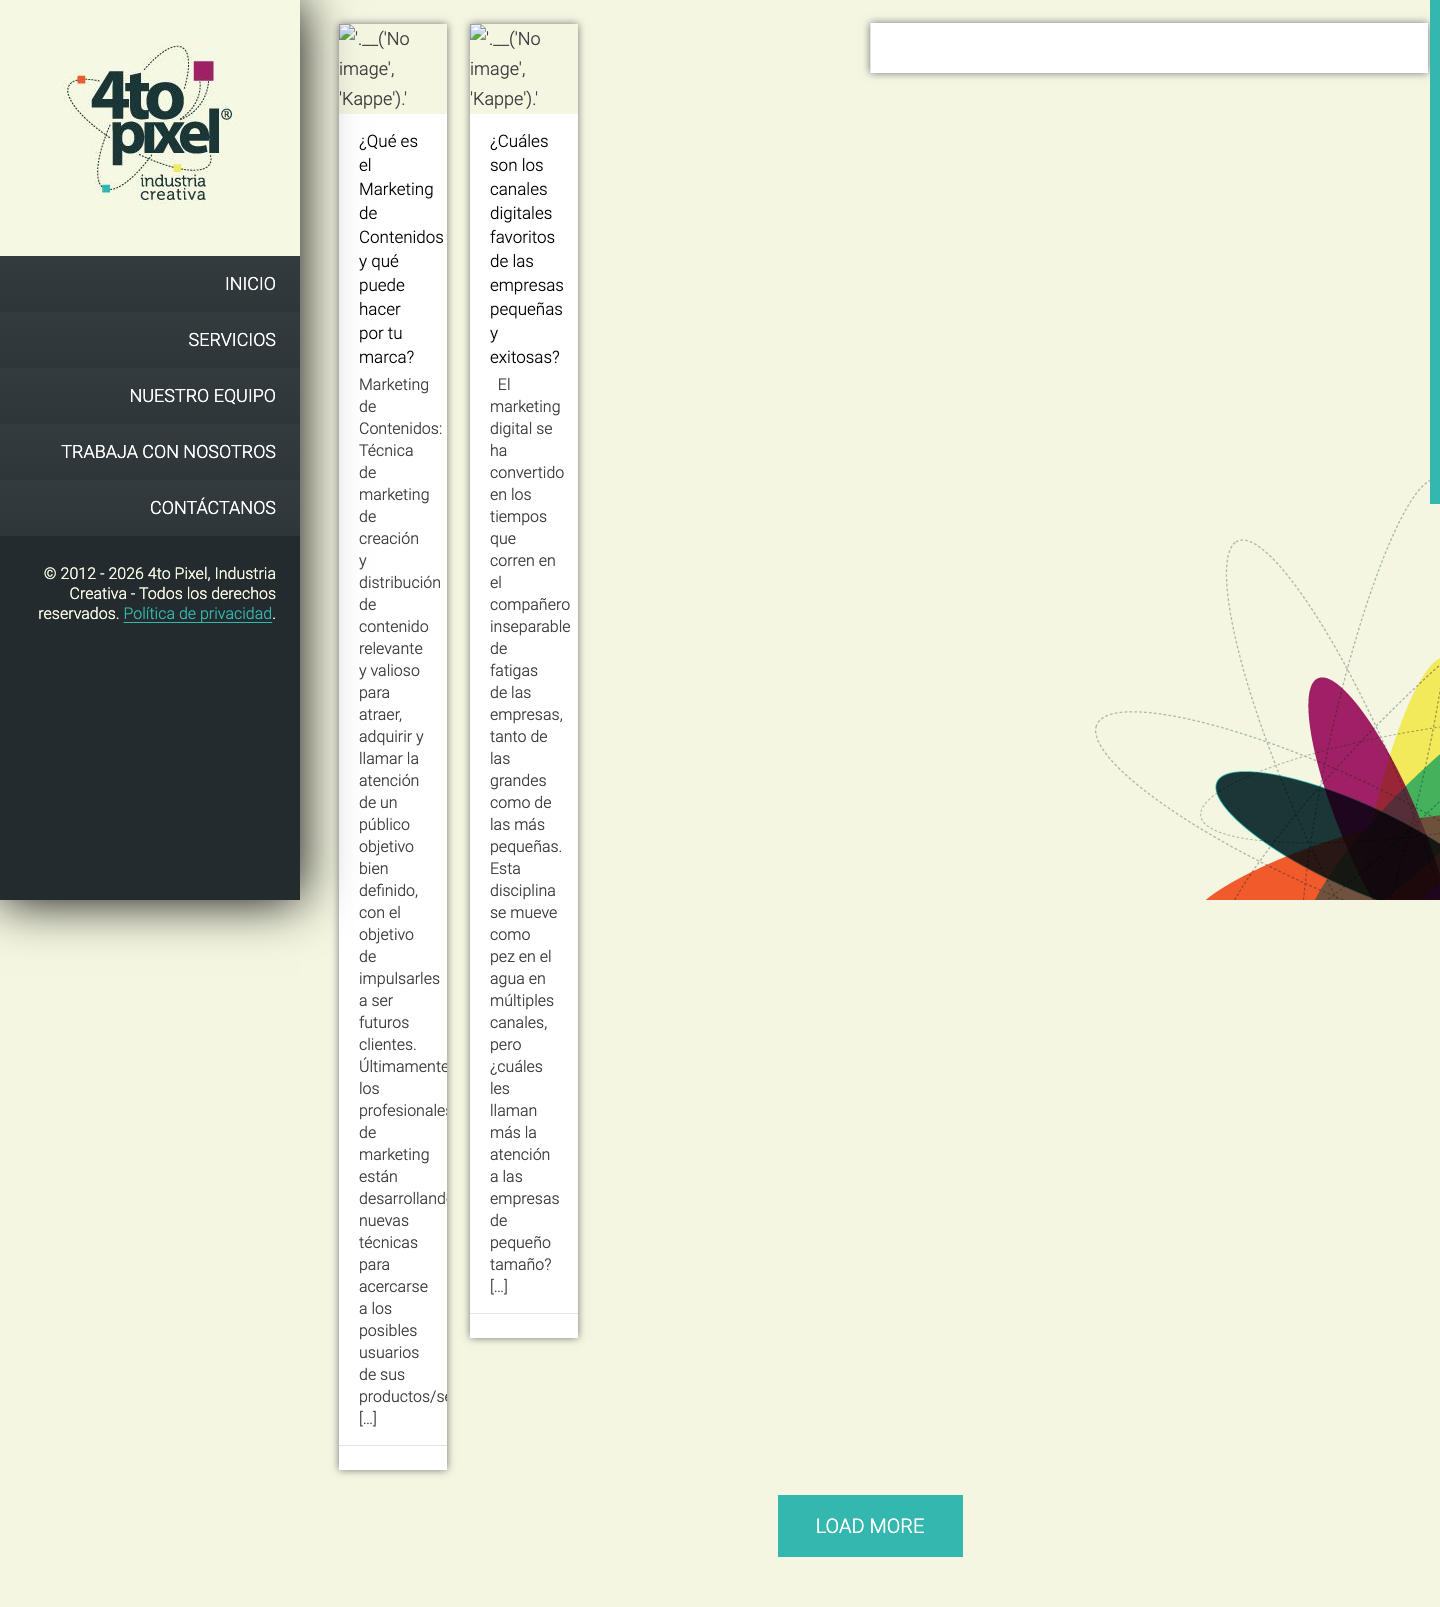 4to
pixel®
industria
creativa
INICIO
SERVICIOS
NUESTRO EQUIPO
TRABAJA CON NOSOTROS
CONTÁCTANOS
© 2012 - 2026 4to Pixel, Industria
Creativa - Todos los derechos
reservados. Política de privacidad.
'.__('No
image',
'Kappe').'
¿Qué es
el
Marketing
de
Contenidos
y qué
puede
hacer
por tu
marca?
Marketing
de
Contenidos:
Técnica
de
marketing
de
creación
y
distribución
de
contenido
relevante
y valioso
para
atraer,
adquirir y
llamar la
atención
de un
público
objetivo
bien
definido,
con el
objetivo
de
impulsarles
a ser
futuros
clientes.
Últimamente
los
profesionales
de
marketing
están
desarrollando
nuevas
técnicas
para
acercarse
a los
posibles
usuarios
de sus
productos/se
[...]
'.__('No
image',
'Kappe').'
¿Cuáles
son los
canales
digitales
favoritos
de las
empresas
pequeñas
y
exitosas?
El
marketing
digital se
ha
convertido
en los
tiempos
que
corren en
el
compañero
inseparable
de
fatigas
de las
empresas,
tanto de
las
grandes
como de
las más
pequeñas.
Esta
disciplina
se mueve
como
pez en el
agua en
múltiples
canales,
pero
¿cuáles
les
llaman
más la
atención
a las
empresas
de
pequeño
tamaño?
[...]
LOAD MORE